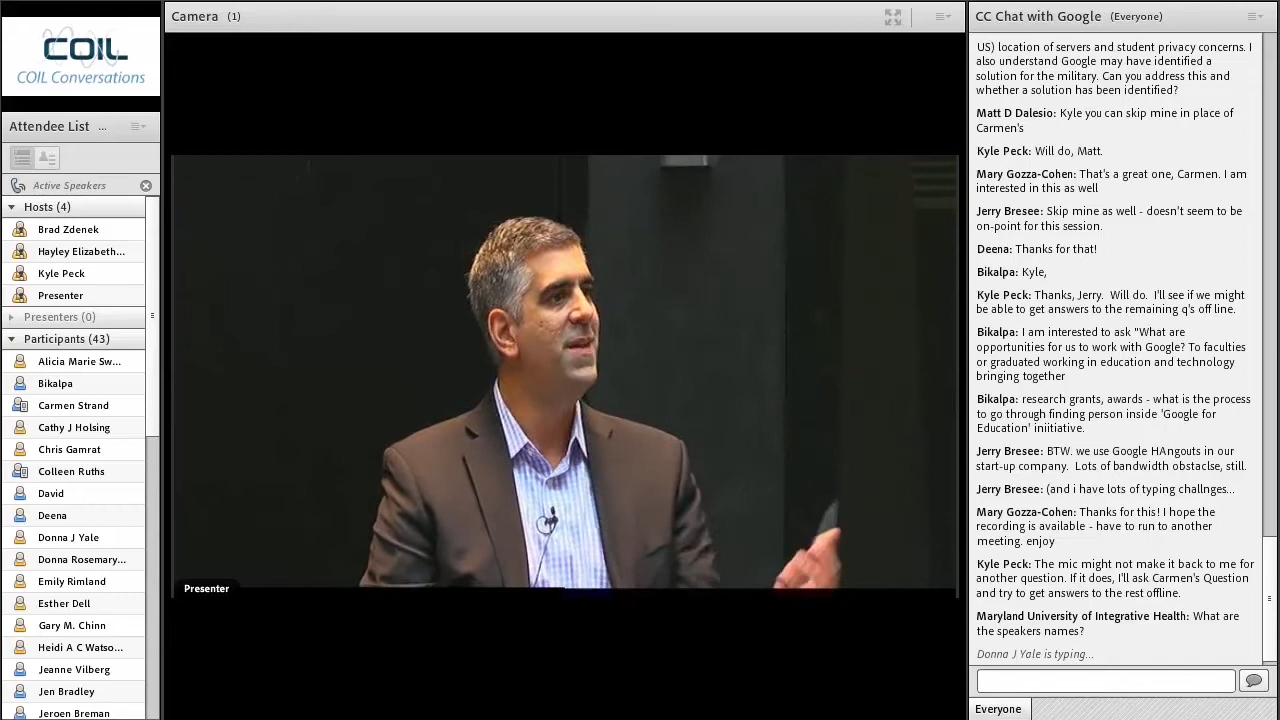 COIL
COIL Conversations
Attendee List ...
Active Speakers
Hosts (4)
Brad Zdenek
Hayley Elizabeth...
Kyle Peck
Presenter
Presenters (0)
Participants (43)
Alicia Marie Sw...
Bikalpa
Carmen Strand
Cathy J Holsing
Chris Gamrat
Colleen Ruths
David
Deena
Donna J Yale
Donna Rosemary...
Emily Rimland
Esther Dell
Gary M. Chinn
Heidi A C Watso...
Jeanne Vilberg
Jen Bradley
Jeroen Breman
Camera (1)
Presenter
CC Chat with Google (Everyone)
US) location of servers and student privacy concerns. I
also understand Google may have identified a
solution for the military. Can you address this and
whether a solution has been identified?
Matt D Dalesio: Kyle you can skip mine in place of
Carmen's
Kyle Peck: Will do, Matt.
Mary Gozza-Cohen: That's a great one, Carmen. I am
interested in this as well
Jerry Bresee: Skip mine as well - doesn't seem to be
on-point for this session.
Deena: Thanks for that!
Bikalpa: Kyle,
Kyle Peck: Thanks, Jerry. Will do. I'll see if we might
be able to get answers to the remaining q's off line.
Bikalpa: I am interested to ask "What are
opportunities for us to work with Google? To faculties
or graduated working in education and technology
bringing together
Bikalpa: research grants, awards - what is the process
to go through finding person inside 'Google for
Education' iniitiative.
Jerry Bresee: BTW. we use Google HAngouts in our
start-up company. Lots of bandwidth obstaclse, still.
Jerry Bresee: (and i have lots of typing challnges...
Mary Gozza-Cohen: Thanks for this! I hope the
recording is available - have to run to another
meeting. enjoy
Kyle Peck: The mic might not make it back to me for
another question. If it does, I'll ask Carmen's Question
and try to get answers to the rest offline.
Maryland University of Integrative Health: What are
the speakers names?
Donna J Yale is typing...
Everyone